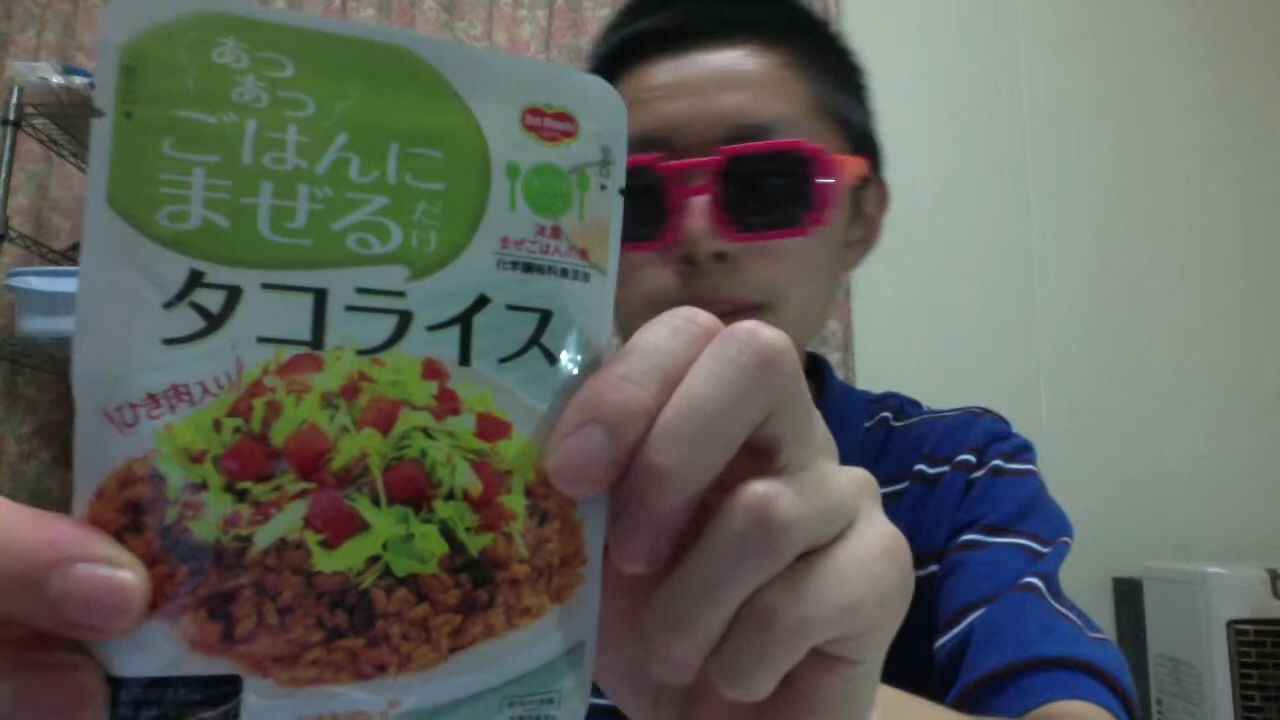 あつ
あつ
ごはんに
まぜるだけ
Del Monte
洋風
まぜごはんの素
化学調味料無添加
タコライス
ひき肉入り